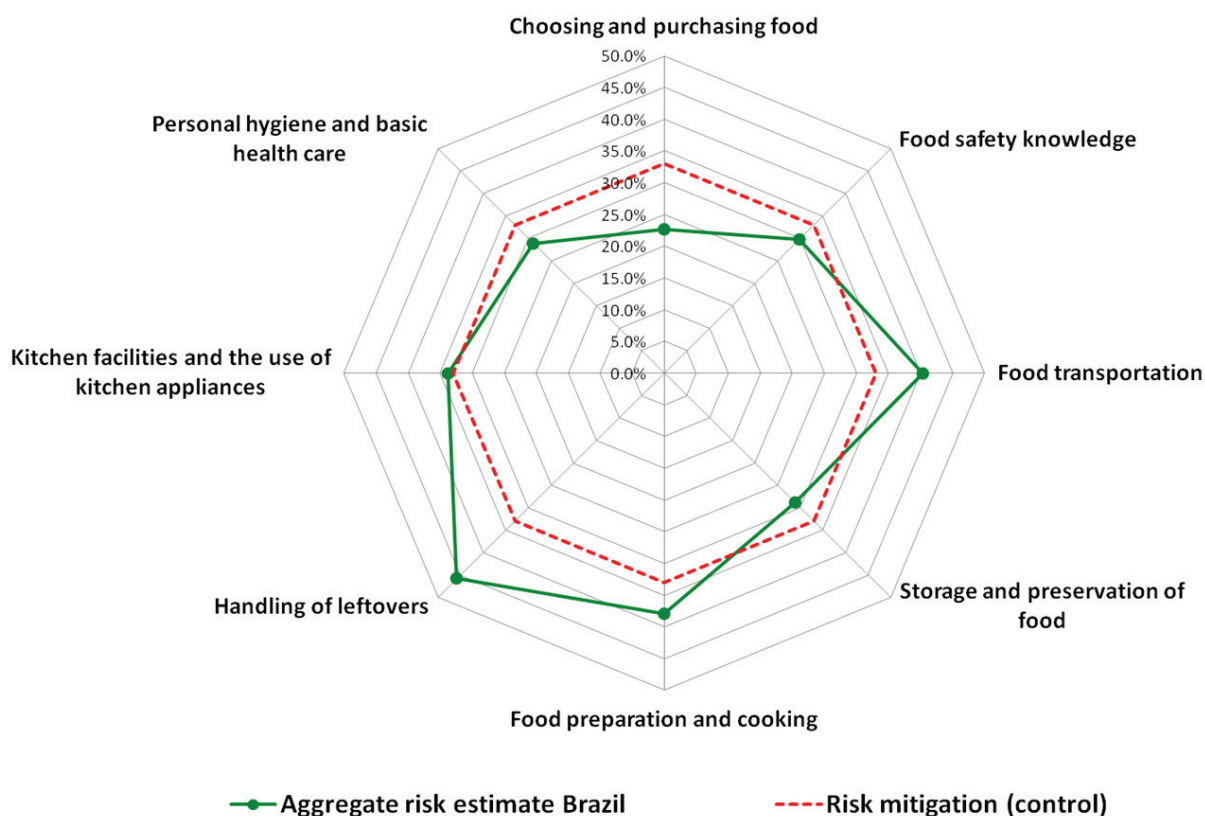 Choosing and purchasing food
50.0%
45.0%
40.0%
35.0%
30.0%
25.0%
20.0%
15.0%
10.0%
5.0%
0.0%
Food safety knowledge
Food transportation
Storage and preservation of
food
Food preparation and cooking
Handling of leftovers
Kitchen facilities and the use of
kitchen appliances
Personal hygiene and basic
health care
Aggregate risk estimate Brazil
Risk mitigation (control)